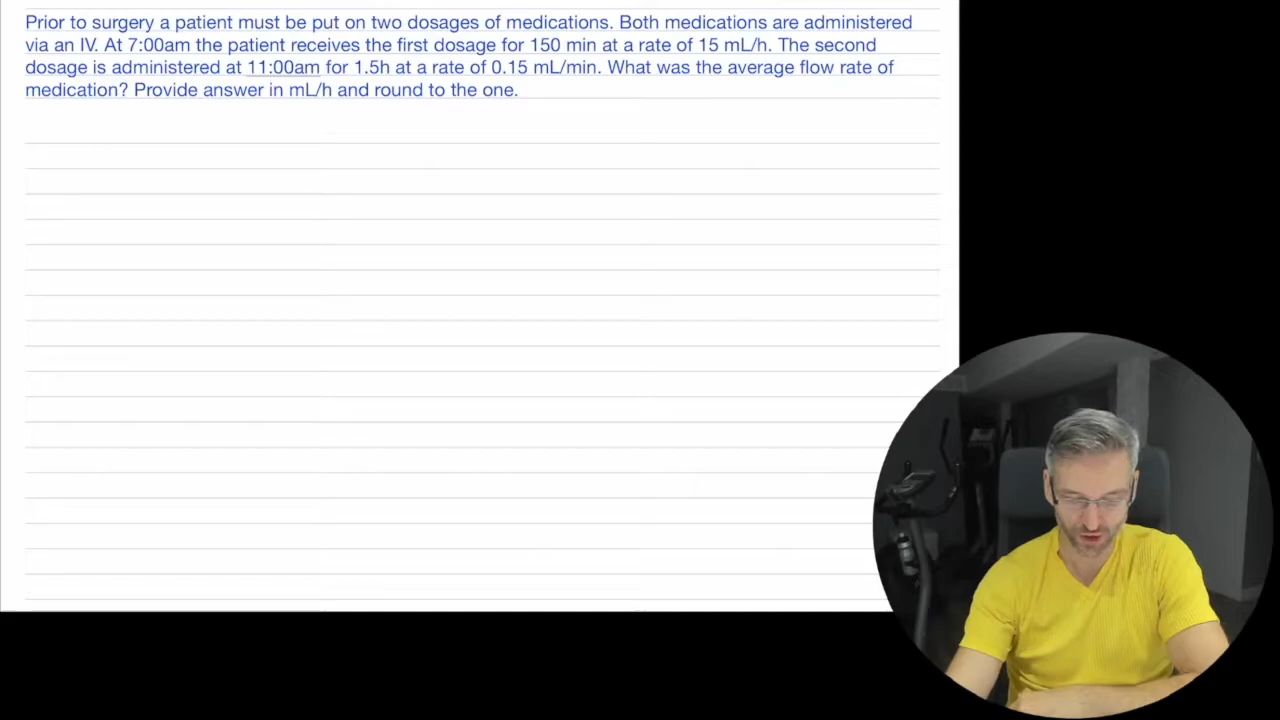 Prior to surgery a patient must be put on two dosages of medications. Both medications are administered
via an IV. At 7:00am the patient receives the first dosage for 150 min at a rate of 15 mL/h. The second
dosage is administered at 11:00am for 1.5h at a rate of 0.15 mL/min. What was the average flow rate of
medication? Provide answer in mL/h and round to the one.